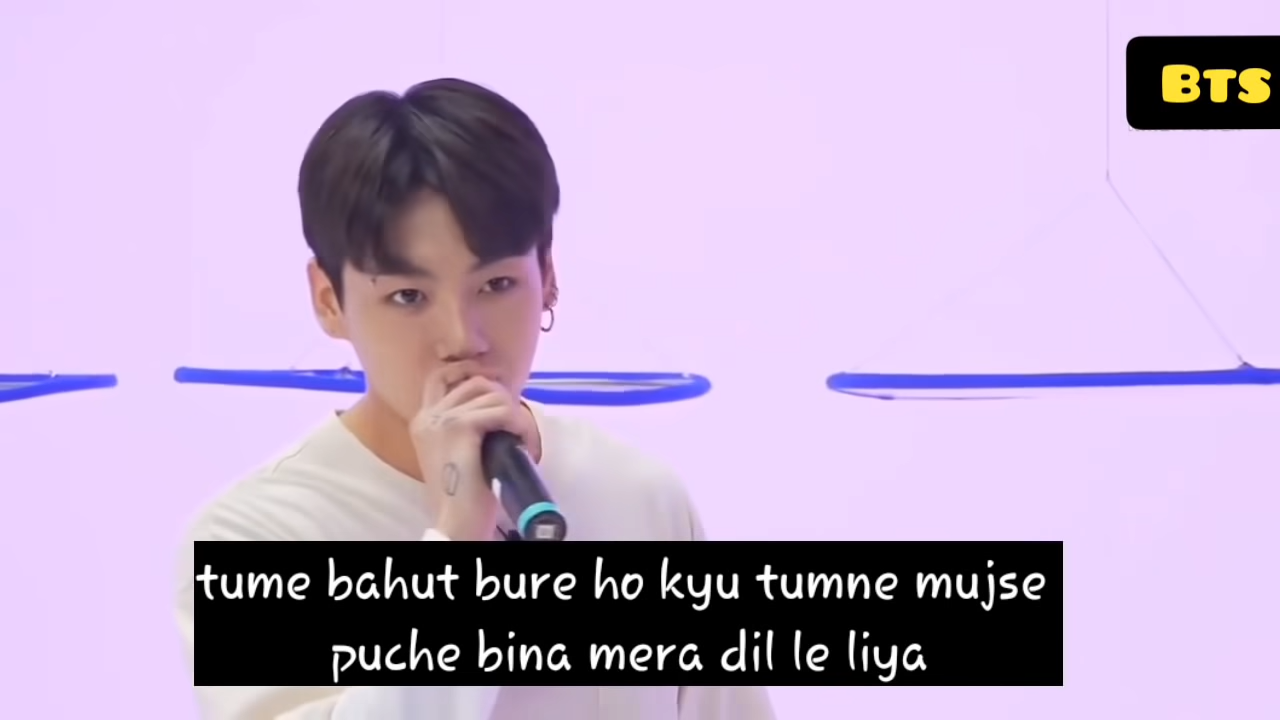 BTS
tume bahut bure ho kyu tumne mujse
puche bina mera dil le liya